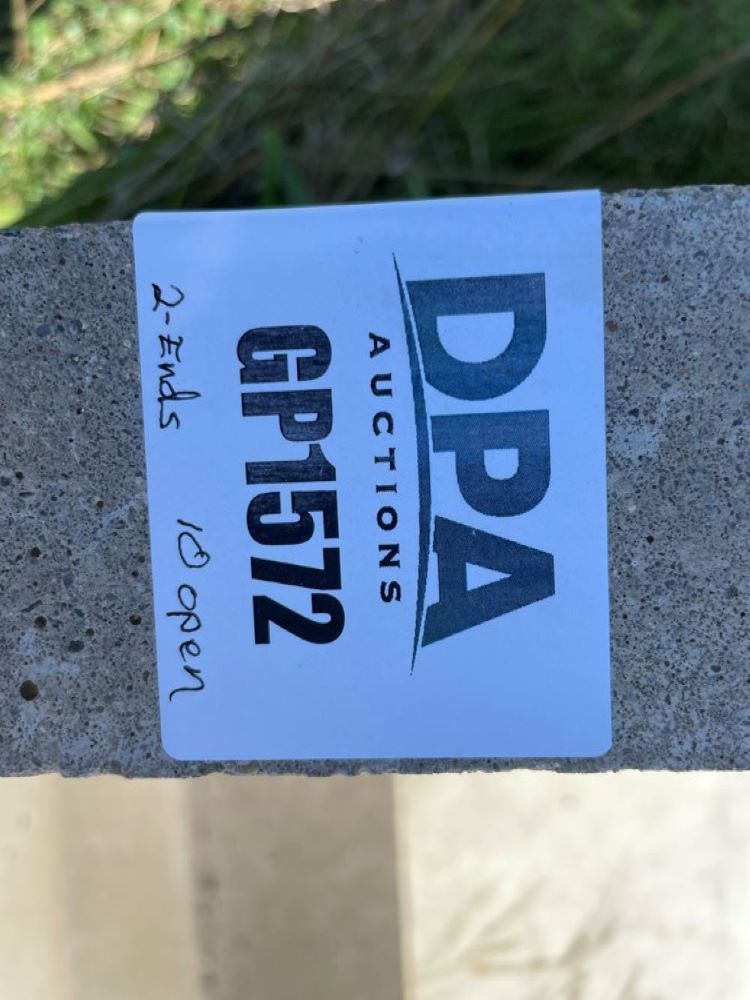 DPA
AUCTIONS
GP1572
2-Ends 10 open